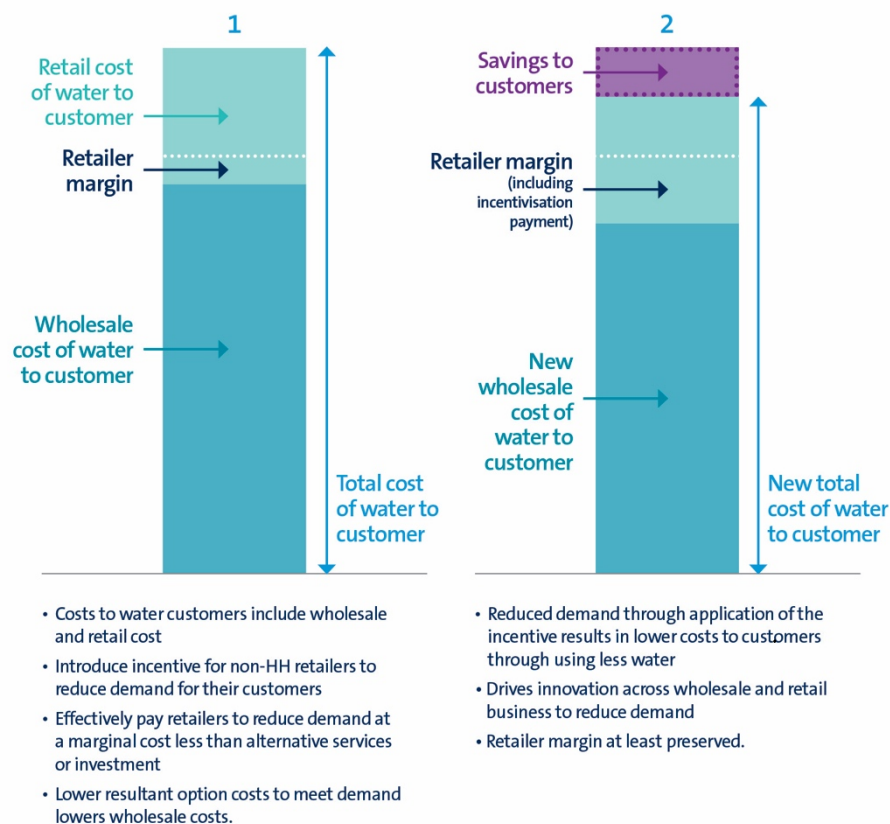 1
Retail cost
of water to
customer
Retailer
margin
Wholesale
cost of water
to customer
Total cost
of water to
customer
• Costs to water customers include wholesale
and retail cost
• Introduce incentive for non-HH retailers to
reduce demand for their customers
• Effectively pay retailers to reduce demand at
a marginal cost less than alternative services
or investment
• Lower resultant option costs to meet demand
lowers wholesale costs.
2
Savings to
customers
Retailer margin
(including
incentivisation
payment)
New
wholesale
cost of
water to
customer
New total
cost of water
to customer
• Reduced demand through application of the
incentive results in lower costs to customers
through using less water
• Drives innovation across wholesale and retail
business to reduce demand
• Retailer margin at least preserved.